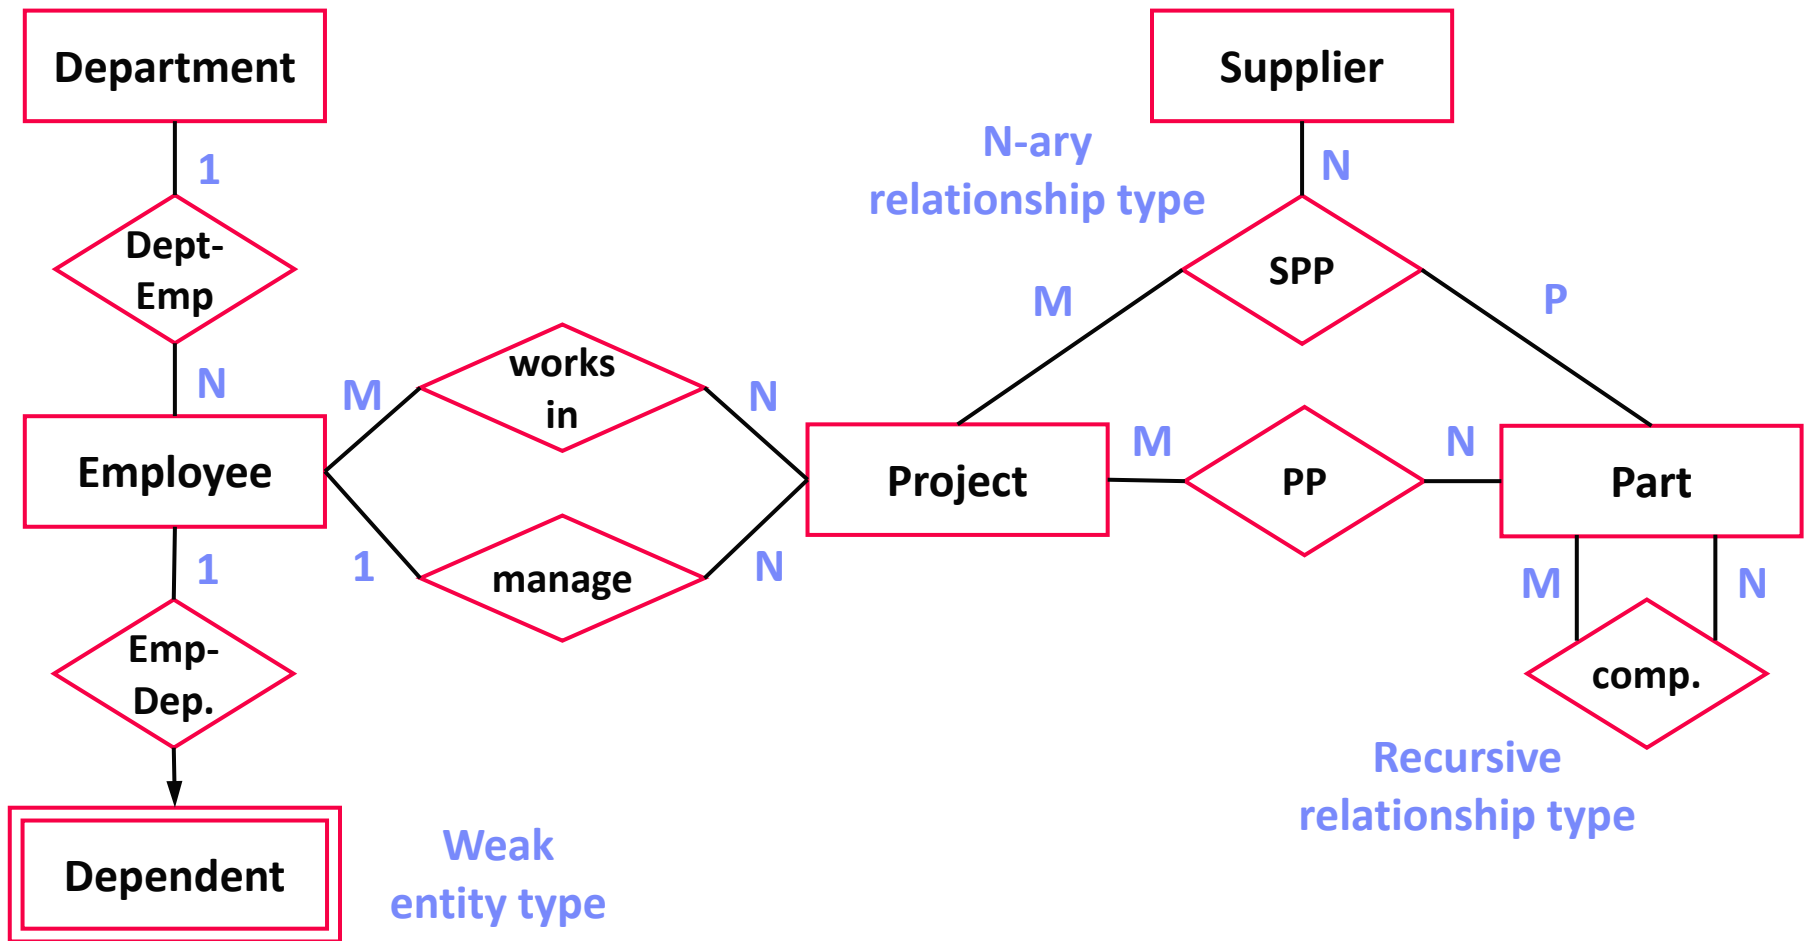 Department
Supplier
N-ary
relationship type
1
N
Dept-
Emp
SPP
M
P
N
M
works
in
N
Employee
Project
M
PP
N
Part
1
1
manage
N
M
N
Emp-
Dep.
comp.
Recursive
relationship type
Weak
entity type
Dependent